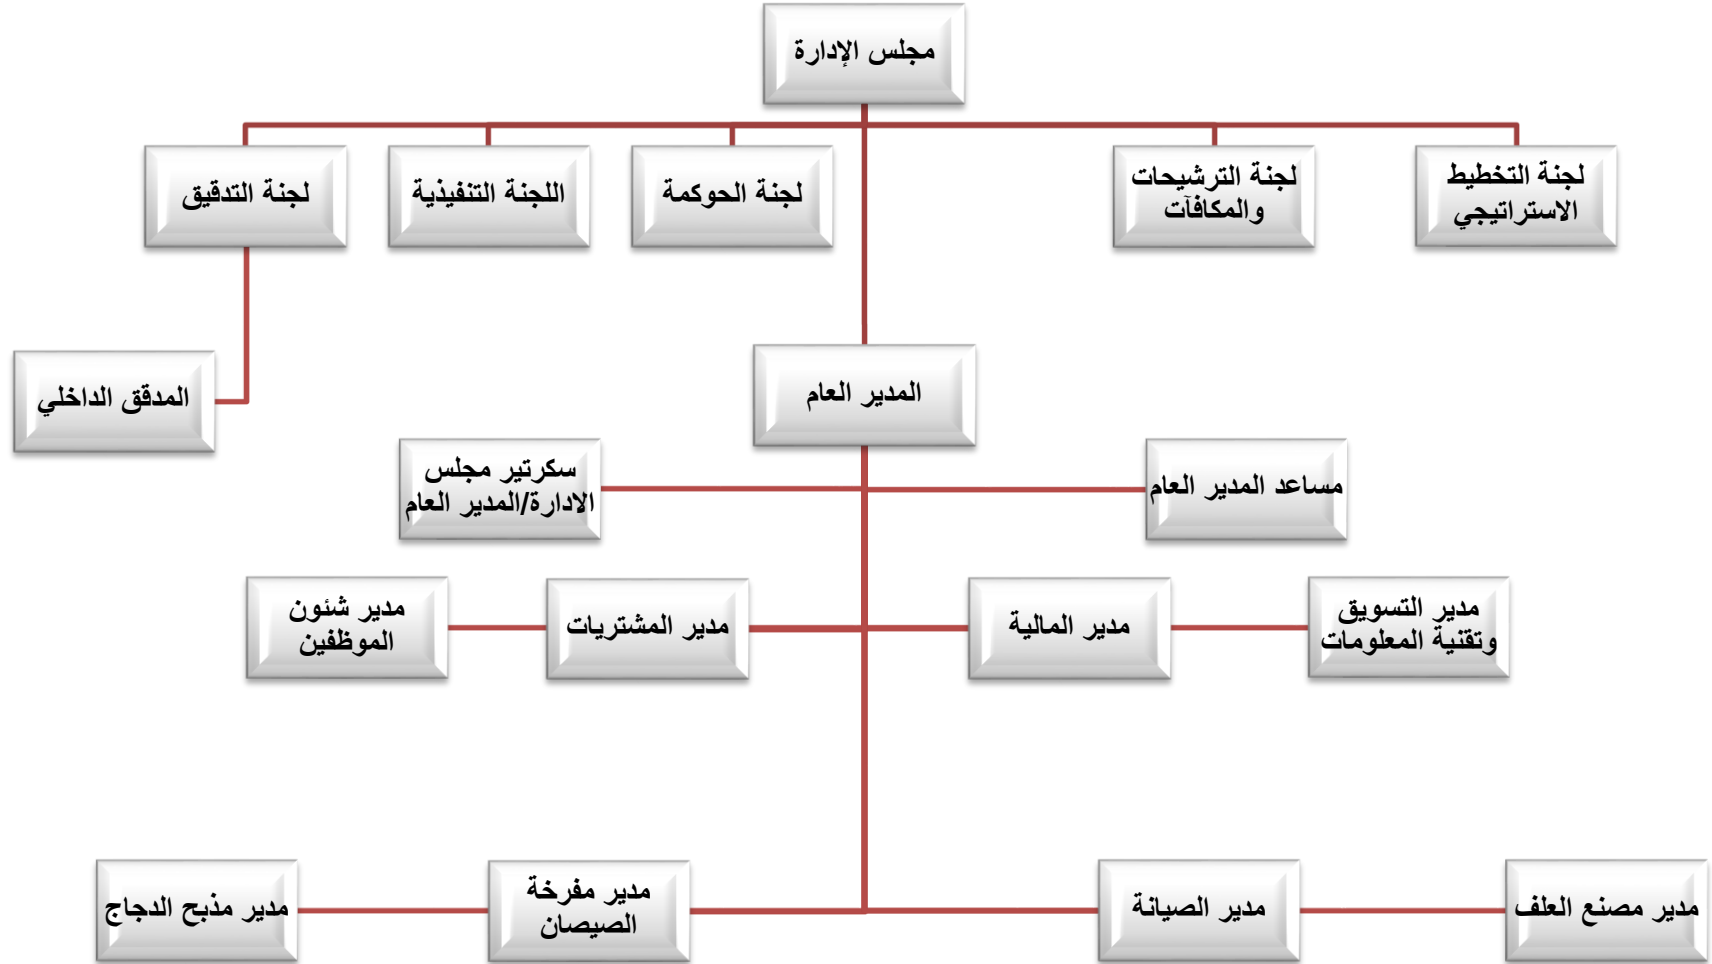 مجلس الإدارة
لجنة التخطيط
الاستراتيجي
لجنة الترشيحات
والمكافآت
لجنة الحوكمة
اللجنة التنفيذية
لجنة التدقيق
المدير العام
المدقق الداخلي
مساعد المدير العام
سكرتير مجلس
الادارة/المدير العام
مدير التسويق
وتقنية المعلومات
مدير المالية
مدير المشتريات
مدير شئون
الموظفين
مدير مصنع العلف
مدير الصيانة
مدير مفرخة
الصيصان
مدير مذبح الدجاج